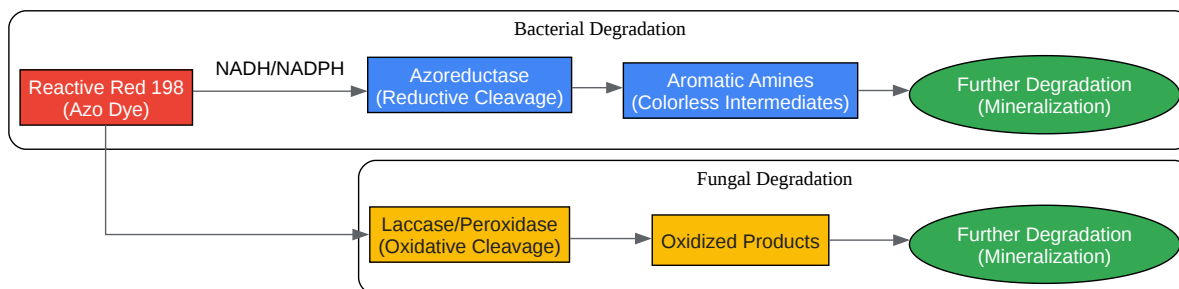 Bacterial Degradation
Reactive Red 198
(Azo Dye)
NADH/NADPH
Azoreductase
(Reductive Cleavage)
Aromatic Amines
(Colorless Intermediates)
Further Degradation
(Mineralization)
Fungal Degradation
Laccase/Peroxidase
(Oxidative Cleavage)
Oxidized Products
Further Degradation
(Mineralization)